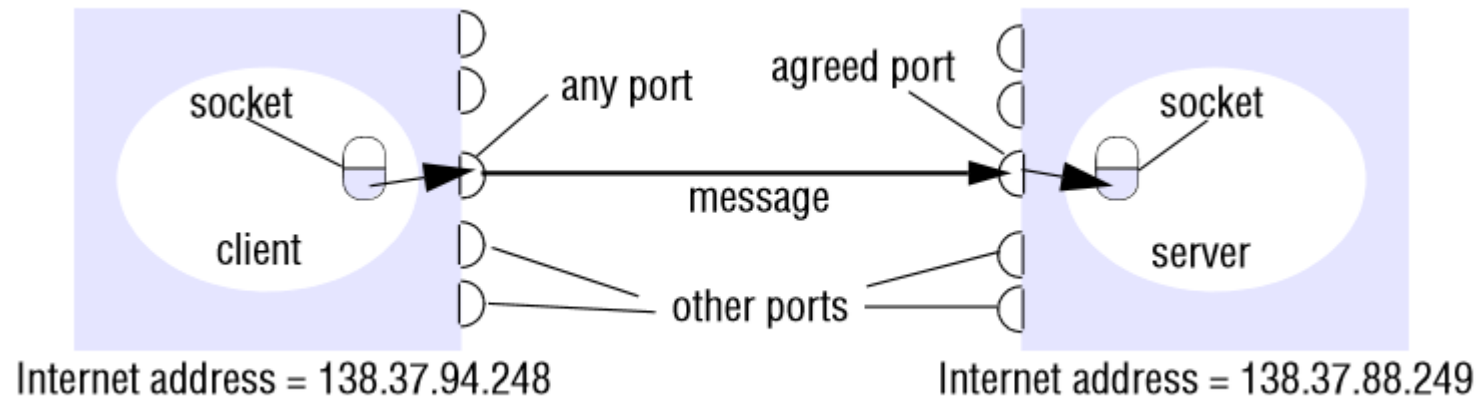 agreed port
any port
socket
socket
message
client
server
other ports
Internet address = 138.37.94.248
Internet address = 138.37.88.249